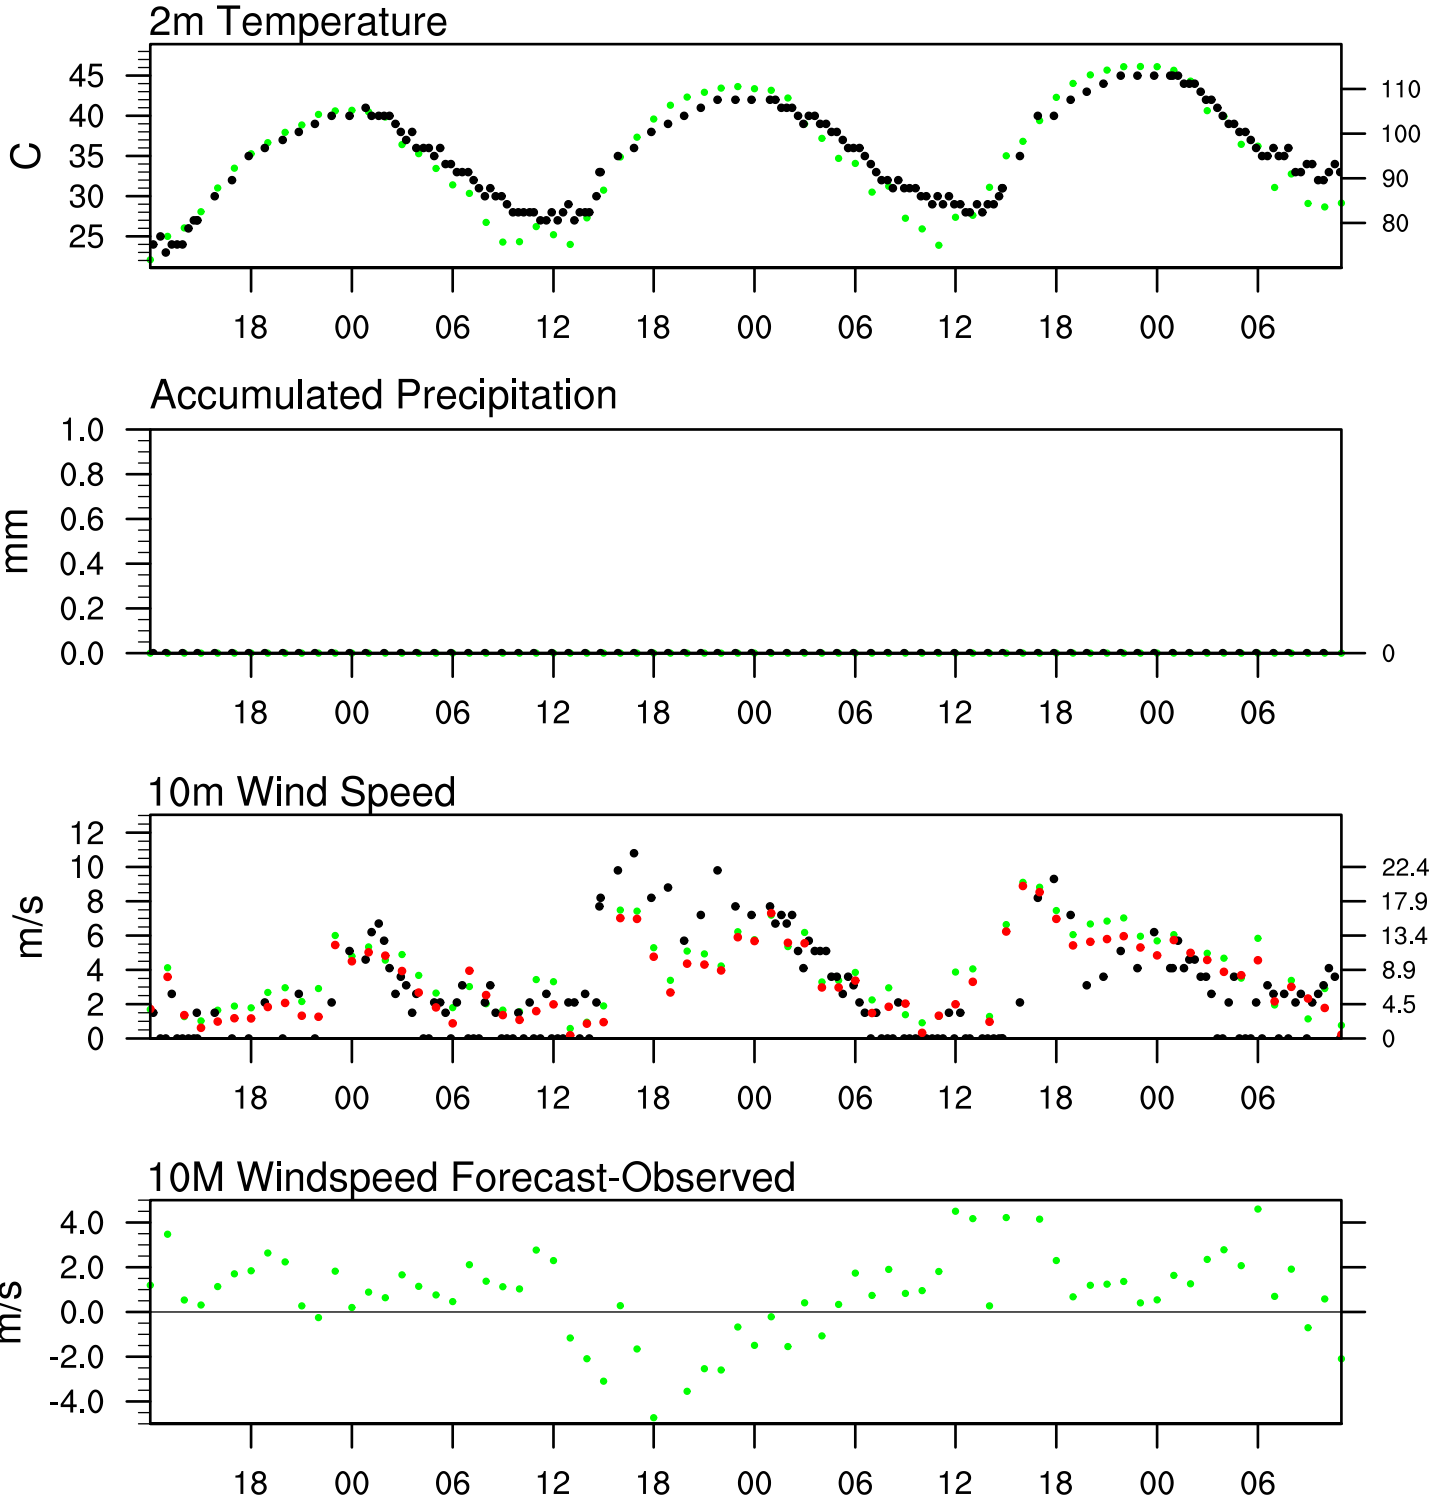 2m Temperature
45
40
35
30
25
C
110
100
90
80
18 00 06 12 18 00 06 12 18 00 06
Accumulated Precipitation
1.0
0.8
0.6
0.4
0.2
0.0
mm
0
18 00 06 12 18 00 06 12 18 00 06
10m Wind Speed
12
10
8
6
4
2
0
m/s
22.4
17.9
13.4
8.9
4.5
0
18 00 06 12 18 00 06 12 18 00 06
10M Windspeed Forecast-Observed
4.0
2.0
0.0
-2.0
-4.0
m/s
18 00 06 12 18 00 06 12 18 00 06